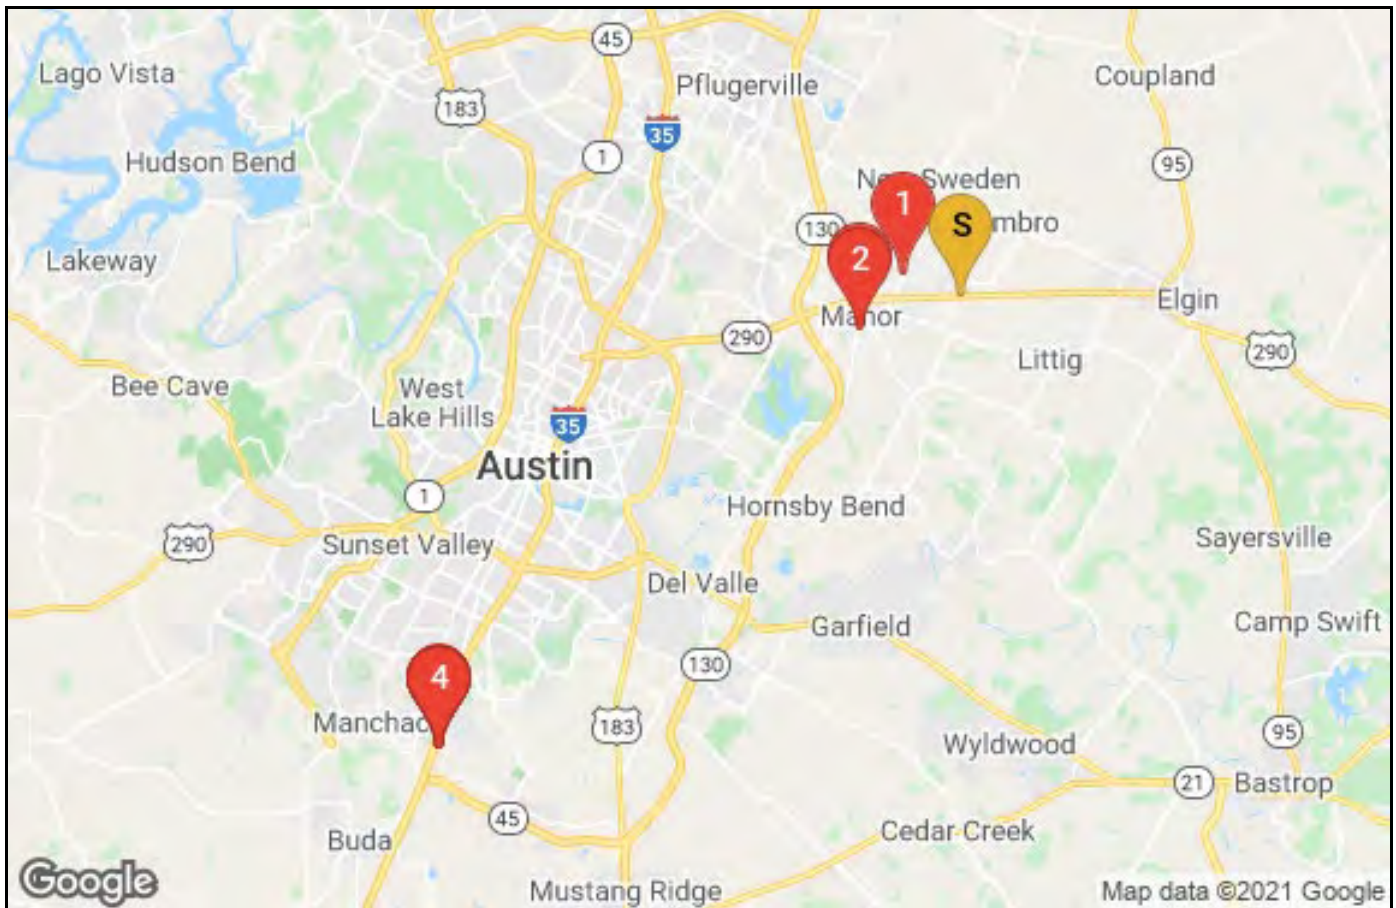 45
Lago Vista
Pflugerville
Coupland
183
35
1
Hudson Bend
95
New Sweden
1
130
S
mbro
Lakeway
2
Manor
Elgin
290
290
Littig
Bee Cave
West
Lake Hills
35
Austin
1
Hornsby Bend
290
Sunset Valley
Sayersville
Del Valle
Garfield
Camp Swift
130
4
Manchac
183
95
Wyldwood
21
Bastrop
45
Buda
Cedar Creek
Google
Mustang Ridge
Map data ©2021 Google